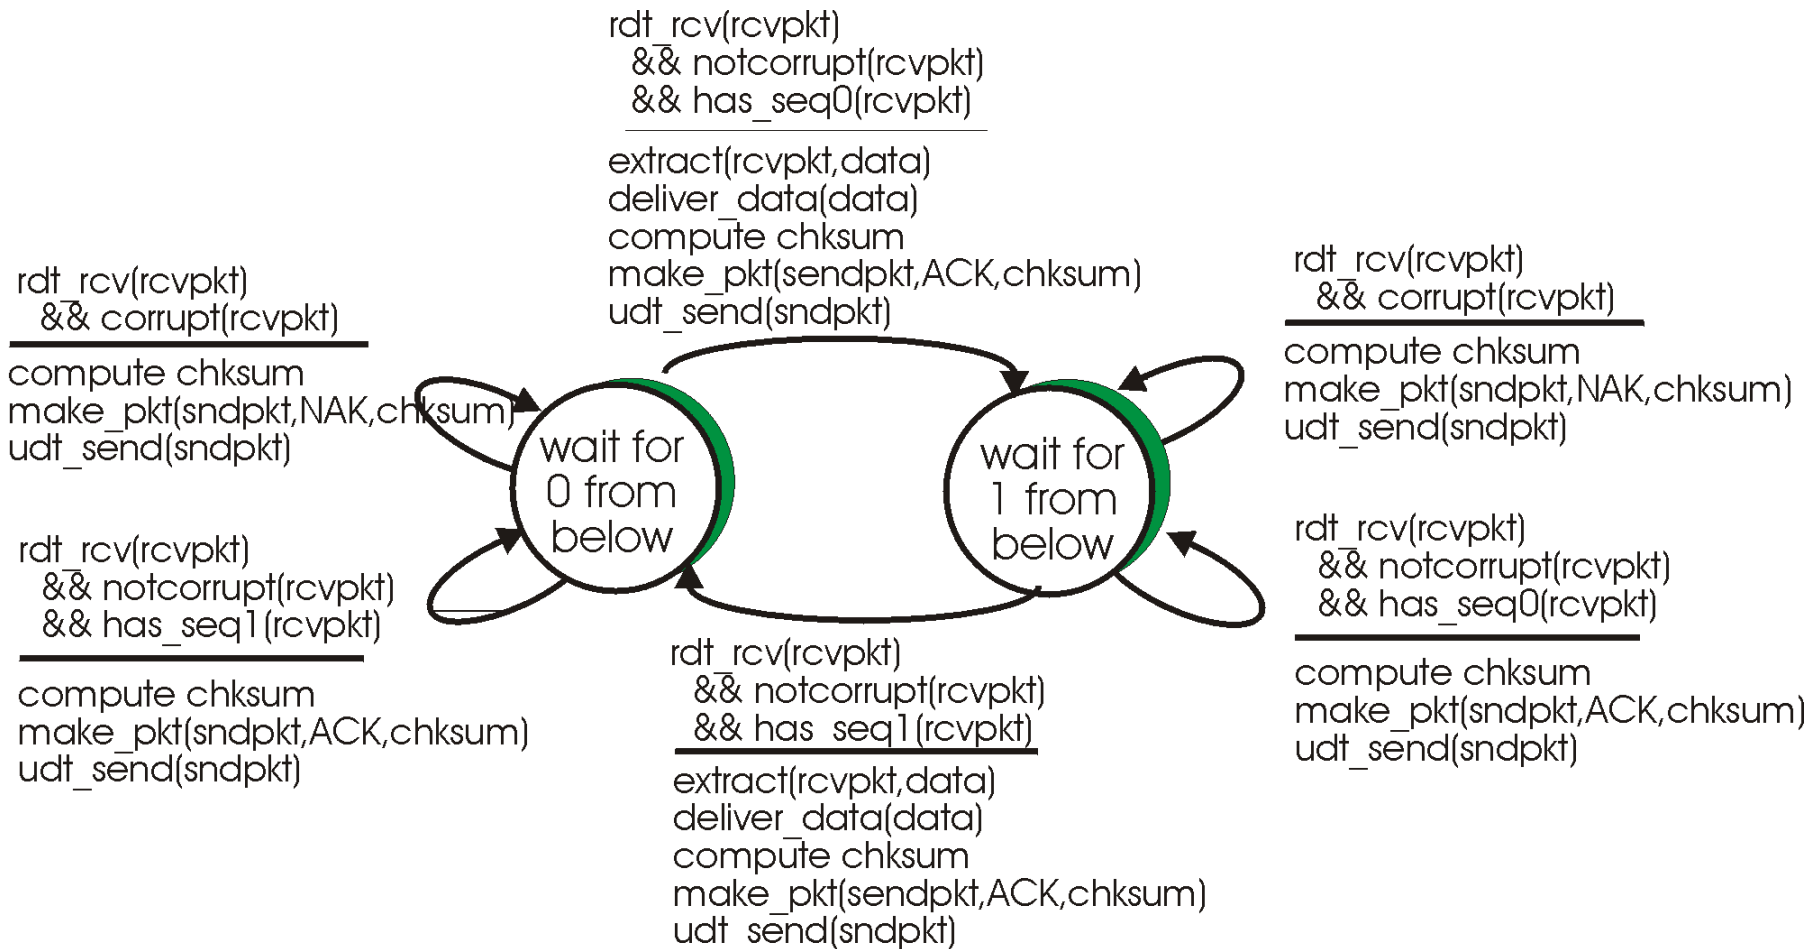 rdt_rcv(rcvpkt)
&& notcorrupt(rcvpkt)
&& has_seq0(rcvpkt)
extract(rcvpkt,data)
deliver_data(data)
compute chksum
make_pkt(sendpkt,ACK,chksum)
udt_send(sndpkt)
rdt_rcv(rcvpkt)
&& corrupt(rcvpkt)
compute chksum
make_pkt(sndpkt,NAK,chksum)
udt_send(sndpkt)
rdt_rcv(rcvpkt)
&& notcorrupt(rcvpkt)
&& has_seq1(rcvpkt)
compute chksum
make_pkt(sndpkt,ACK,chksum)
udt_send(sndpkt)
wait for
0 from
below
wait for
1 from
below
rdt_rcv(rcvpkt)
&& corrupt(rcvpkt)
compute chksum
make_pkt(sndpkt,NAK,chksum)
udt_send(sndpkt)
rdt_rcv(rcvpkt)
&& notcorrupt(rcvpkt)
&& has_seq0(rcvpkt)
compute chksum
make_pkt(sndpkt,ACK,chksum)
udt_send(sndpkt)
rdt_rcv(rcvpkt)
&& notcorrupt(rcvpkt)
&& has_seq1(rcvpkt)
extract(rcvpkt,data)
deliver_data(data)
compute chksum
make_pkt(sendpkt,ACK,chksum)
udt_send(sndpkt)